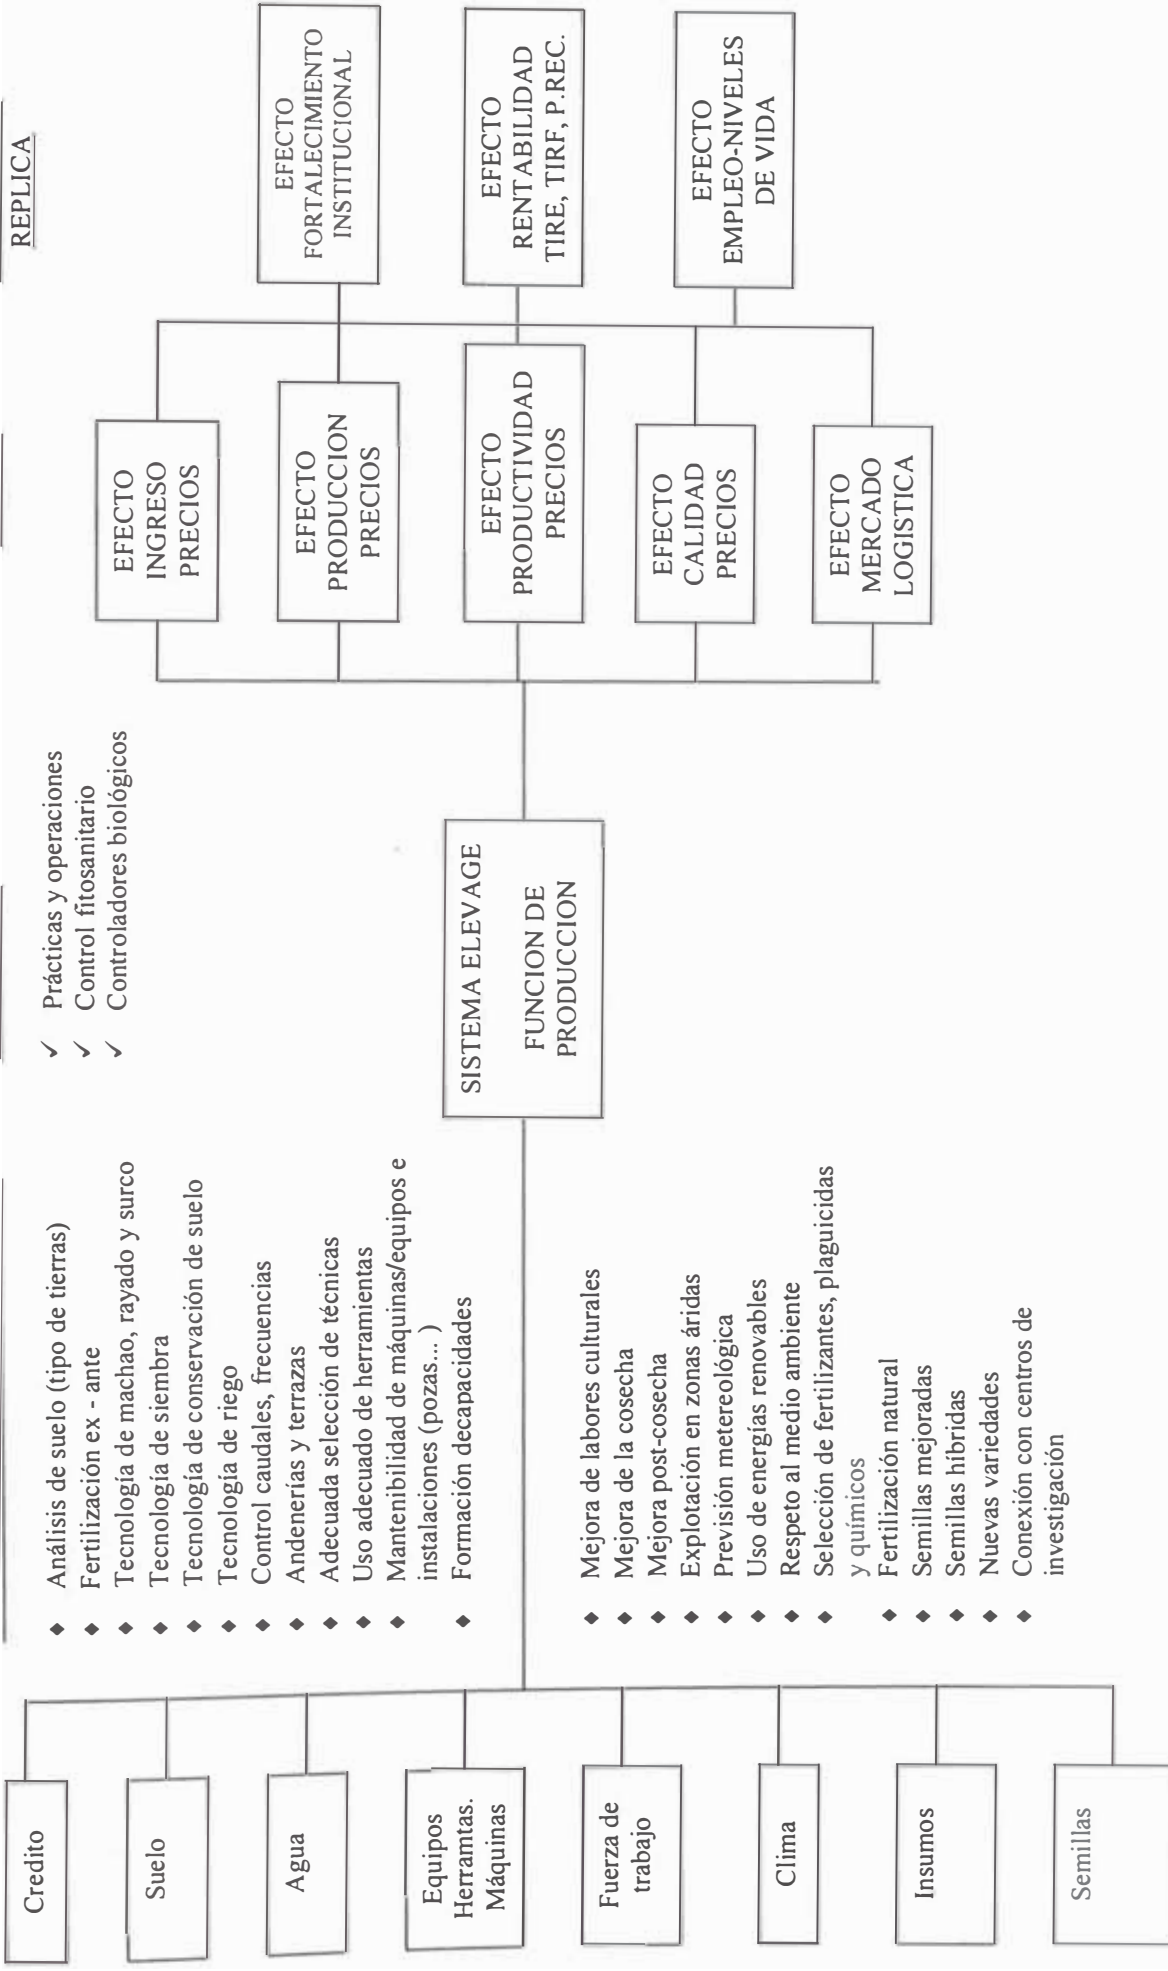 REPLICA
Credito
Suelo
Agua
Equipos
Herramtas.
Máquinas
Fuerza de
trabajo
Clima
Insumos
Semillas
◆ Análisis de suelo (tipo de tierras)
◆ Fertilización ex - ante
◆ Tecnología de machao, rayado y surco
◆ Tecnología de siembra
◆ Tecnología de conservación de suelo
◆ Tecnología de riego
◆ Control caudales, frecuencias
◆ Andenerías y terrazas
◆ Adecuada selección de técnicas
◆ Uso adecuado de herramientas
◆ Mantenibilidad de máquinas/equipos e
instalaciones (pozas... )
◆ Formación decapacidades
◆ Mejora de labores culturales
◆ Mejora de la cosecha
◆ Mejora post-cosecha
◆ Explotación en zonas áridas
◆ Previsión metereológica
◆ Uso de energías renovables
◆ Respeto al medio ambiente
◆ Selección de fertilizantes, plaguicidas
y químicos
◆ Fertilización natural
◆ Semillas mejoradas
◆ Semillas híbridas
◆ Nuevas variedades
◆ Conexión con centros de
investigación
✓ Prácticas y operaciones
✓ Control fitosanitario
✓ Controladores biológicos
SISTEMA ELEVAGE
FUNCION DE
PRODUCCION
EFECTO
INGRESO
PRECIOS
EFECTO
PRODUCCION
PRECIOS
EFECTO
PRODUCTIVIDAD
PRECIOS
EFECTO
CALIDAD
PRECIOS
EFECTO
MERCADO
LOGISTICA
EFECTO
FORTALECIMIENTO
INSTITUCIONAL
EFECTO
RENTABILIDAD
TIRE, TIRF, P.REC.
EFECTO
EMPLEO-NIVELES
DE VIDA